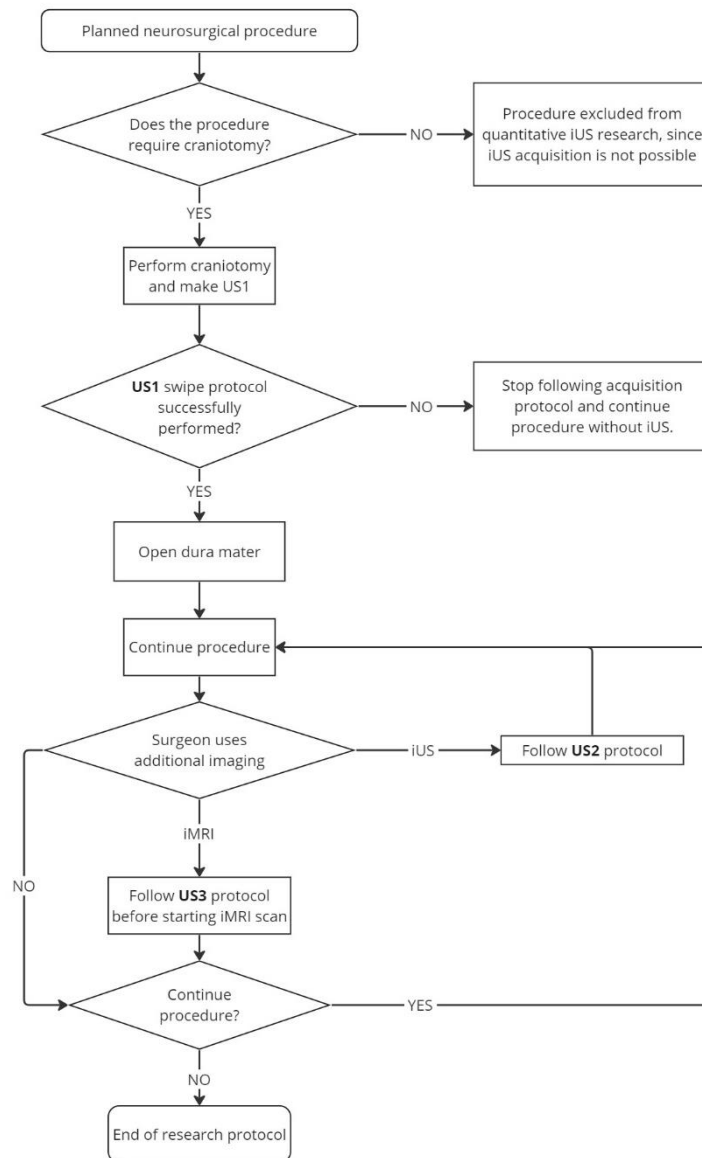 Planned neurosurgical procedure
Does the procedure
require craniotomy?
NO
Procedure excluded from
quantitative iUS research, since
iUS acquisition is not possible
YES
Perform craniotomy
and make US1
US1 swipe protocol
successfully
performed?
NO
Stop following acquisition
protocol and continue
procedure without iUS.
YES
Open dura mater
Continue procedure
Surgeon uses
additional imaging
iUS
Follow US2 protocol
iMRI
NO
Follow US3 protocol
before starting iMRI scan
Continue
procedure?
YES
NO
End of research protocol